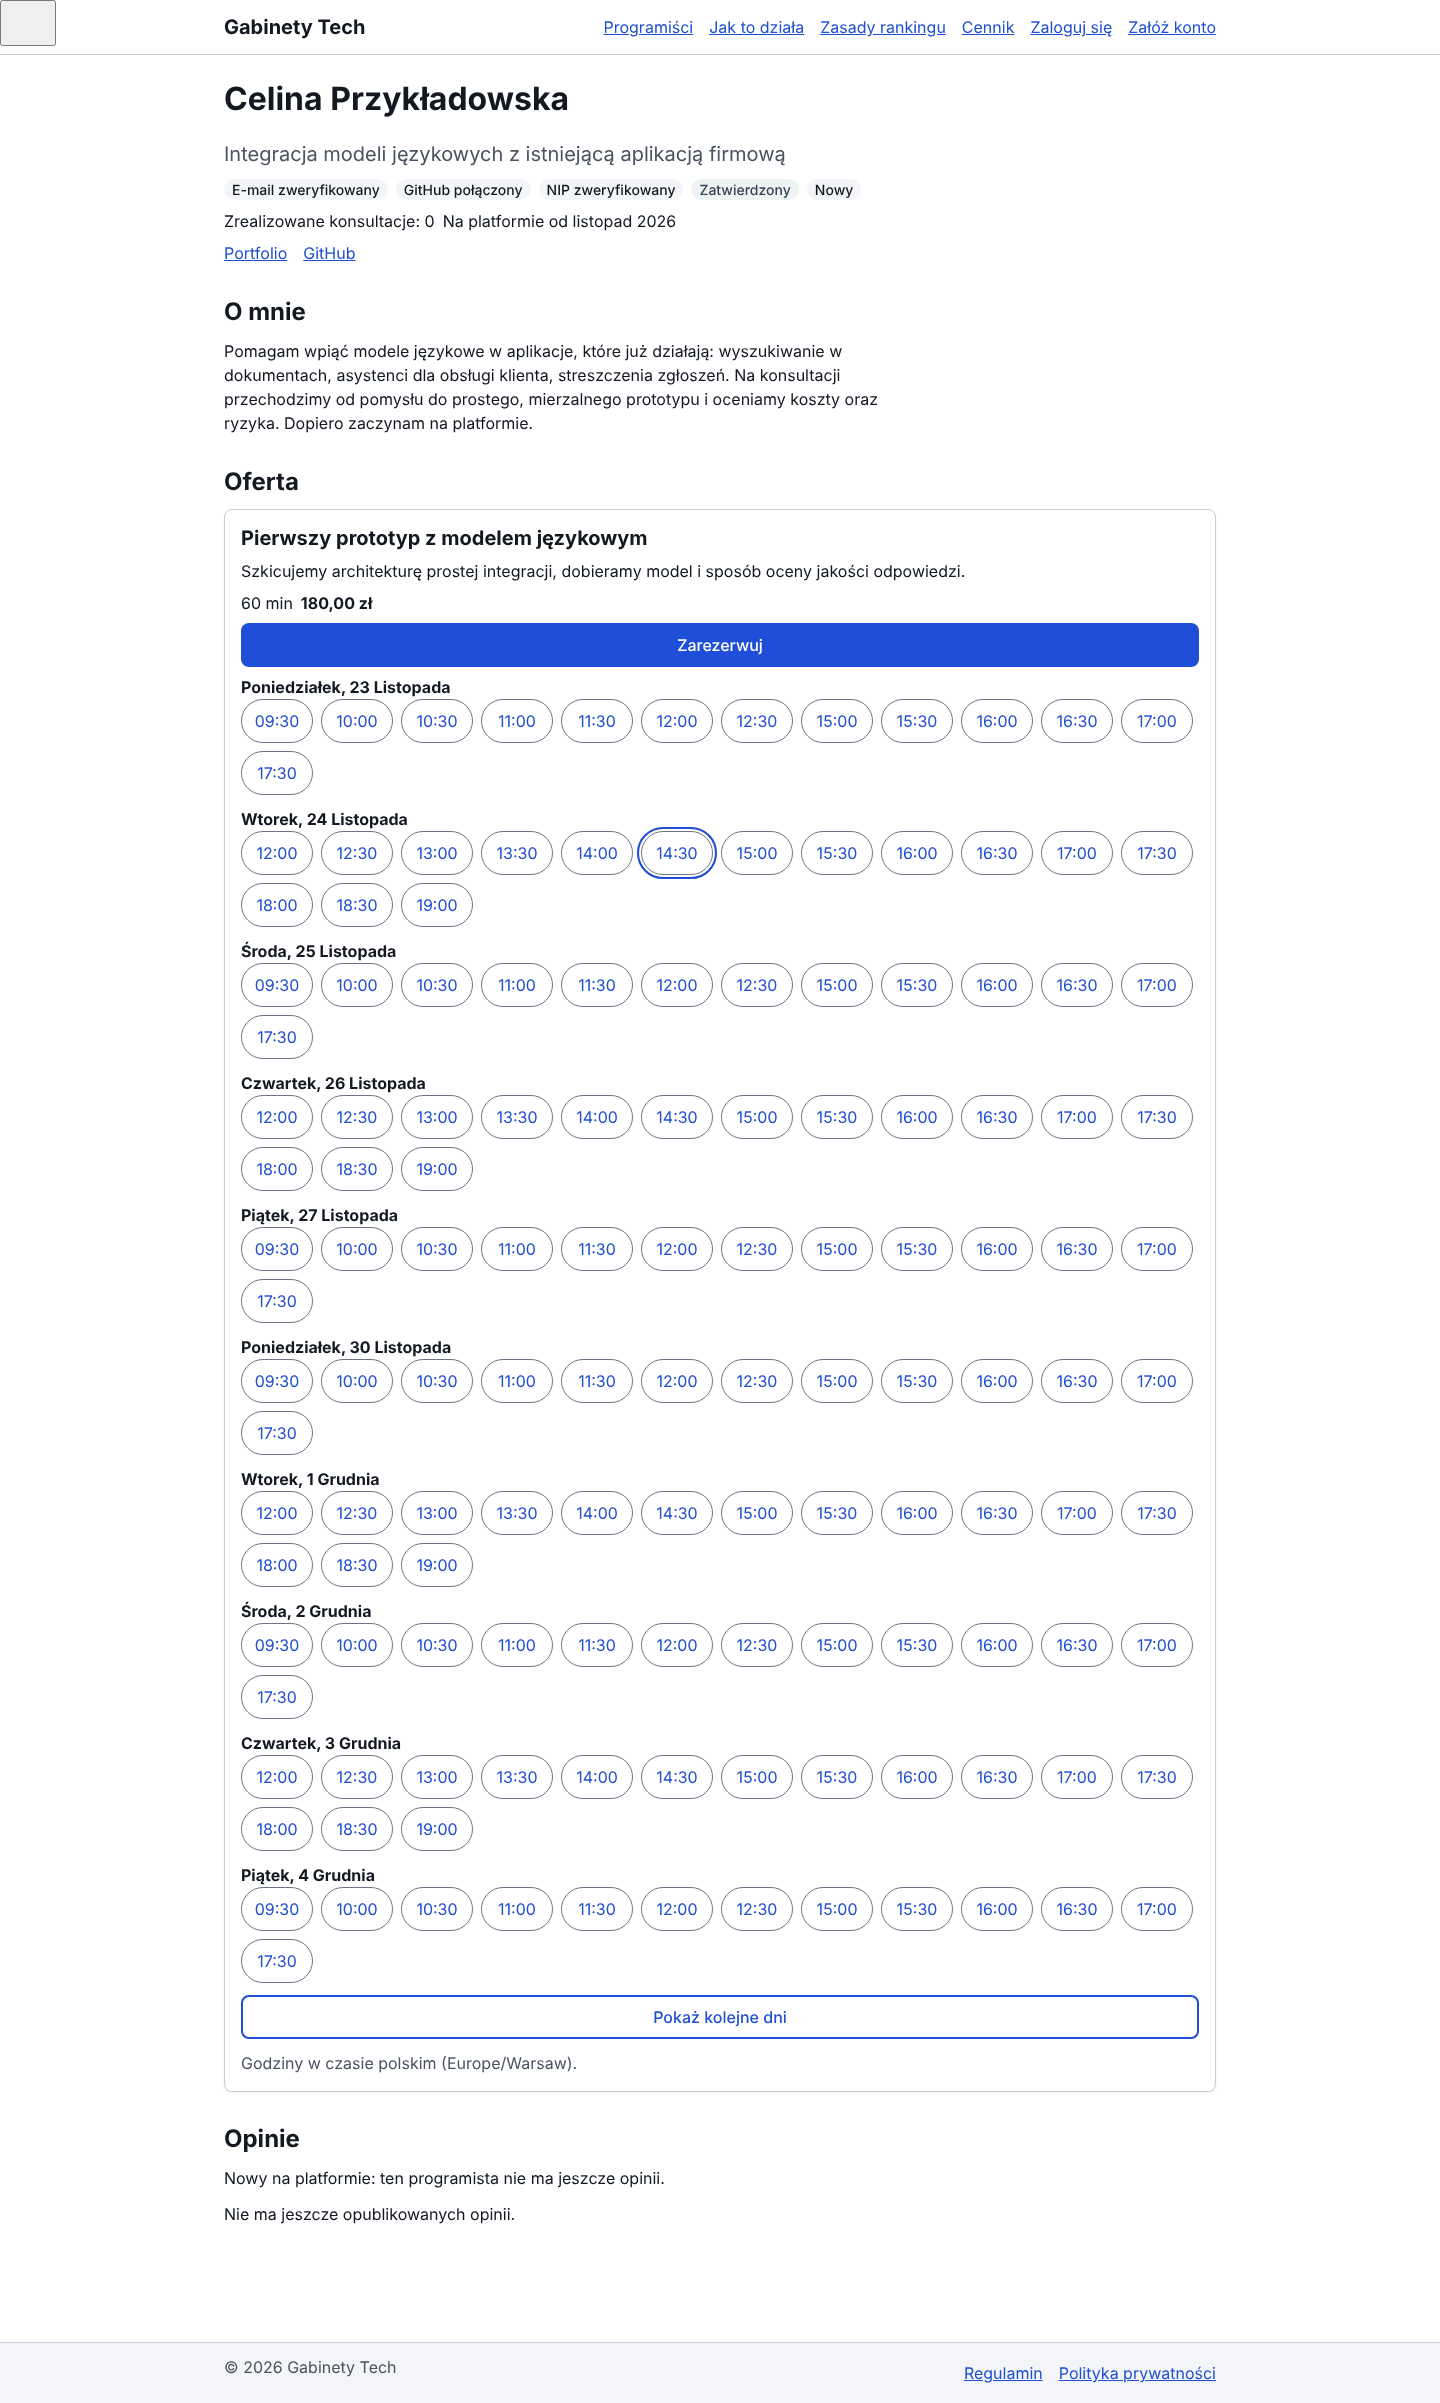 Gabinety Tech
Programiści Jak to działa Zasady rankingu Cennik Zaloguj się Załóż konto
Celina Przykładowska
Integracja modeli językowych z istniejącą aplikacją firmową
E-mail zweryfikowany GitHub połączony NIP zweryfikowany Zatwierdzony Nowy
Zrealizowane konsultacje: 0 Na platformie od listopad 2026
Portfolio GitHub
O mnie
Pomagam wpiąć modele językowe w aplikacje, które już działają: wyszukiwanie w
dokumentach, asystenci dla obsługi klienta, streszczenia zgłoszeń. Na konsultacji
przechodzimy od pomysłu do prostego, mierzalnego prototypu i oceniamy koszty oraz
ryzyka. Dopiero zaczynam na platformie.
Oferta
Pierwszy prototyp z modelem językowym
Szkicujemy architekturę prostej integracji, dobieramy model i sposób oceny jakości odpowiedzi.
60 min 180,00 zł
Zarezerwuj
Poniedziałek, 23 Listopada
09:30 10:00 10:30 11:00 11:30 12:00 12:30 15:00 15:30 16:00 16:30 17:00
17:30
Wtorek, 24 Listopada
12:00 12:30 13:00 13:30 14:00 14:30 15:00 15:30 16:00 16:30 17:00 17:30
18:00 18:30 19:00
Środa, 25 Listopada
09:30 10:00 10:30 11:00 11:30 12:00 12:30 15:00 15:30 16:00 16:30 17:00
17:30
Czwartek, 26 Listopada
12:00 12:30 13:00 13:30 14:00 14:30 15:00 15:30 16:00 16:30 17:00 17:30
18:00 18:30 19:00
Piątek, 27 Listopada
09:30 10:00 10:30 11:00 11:30 12:00 12:30 15:00 15:30 16:00 16:30 17:00
17:30
Poniedziałek, 30 Listopada
09:30 10:00 10:30 11:00 11:30 12:00 12:30 15:00 15:30 16:00 16:30 17:00
17:30
Wtorek, 1 Grudnia
12:00 12:30 13:00 13:30 14:00 14:30 15:00 15:30 16:00 16:30 17:00 17:30
18:00 18:30 19:00
Środa, 2 Grudnia
09:30 10:00 10:30 11:00 11:30 12:00 12:30 15:00 15:30 16:00 16:30 17:00
17:30
Czwartek, 3 Grudnia
12:00 12:30 13:00 13:30 14:00 14:30 15:00 15:30 16:00 16:30 17:00 17:30
18:00 18:30 19:00
Piątek, 4 Grudnia
09:30 10:00 10:30 11:00 11:30 12:00 12:30 15:00 15:30 16:00 16:30 17:00
17:30
Pokaż kolejne dni
Godziny w czasie polskim (Europe/Warsaw).
Opinie
Nowy na platformie: ten programista nie ma jeszcze opinii.
Nie ma jeszcze opublikowanych opinii.
© 2026 Gabinety Tech
Regulamin Polityka prywatności